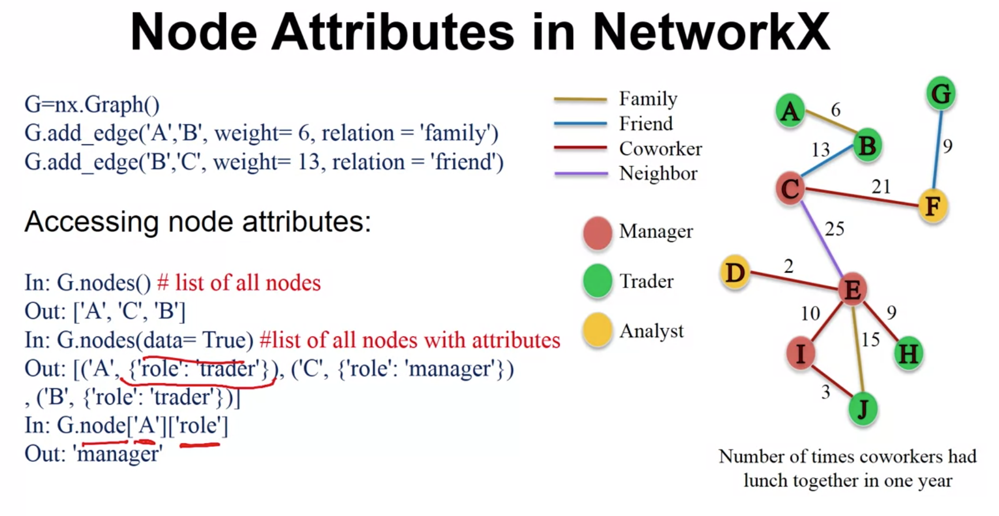 Node Attributes in NetworkX
G=nx.Graph()
G.add_edge('A','B', weight= 6, relation = 'family')
G.add_edge('B','C', weight= 13, relation = 'friend')
Accessing node attributes:
In: G.nodes() # list of all nodes
Out: ['A', 'C', 'B']
In: G.nodes(data= True) #list of all nodes with attributes
Out: [('A', {'role': 'trader'}), ('C', {'role': 'manager'})
, ('B', {'role': 'trader'})]
In: G.node['A']['role']
Out: 'manager'
Family
Friend
Coworker
Neighbor
Manager
Trader
Analyst
G
A
6
B
9
13
C
21
F
25
D
2
E
10
9
15
I
H
3
J
Number of times coworkers had
lunch together in one year